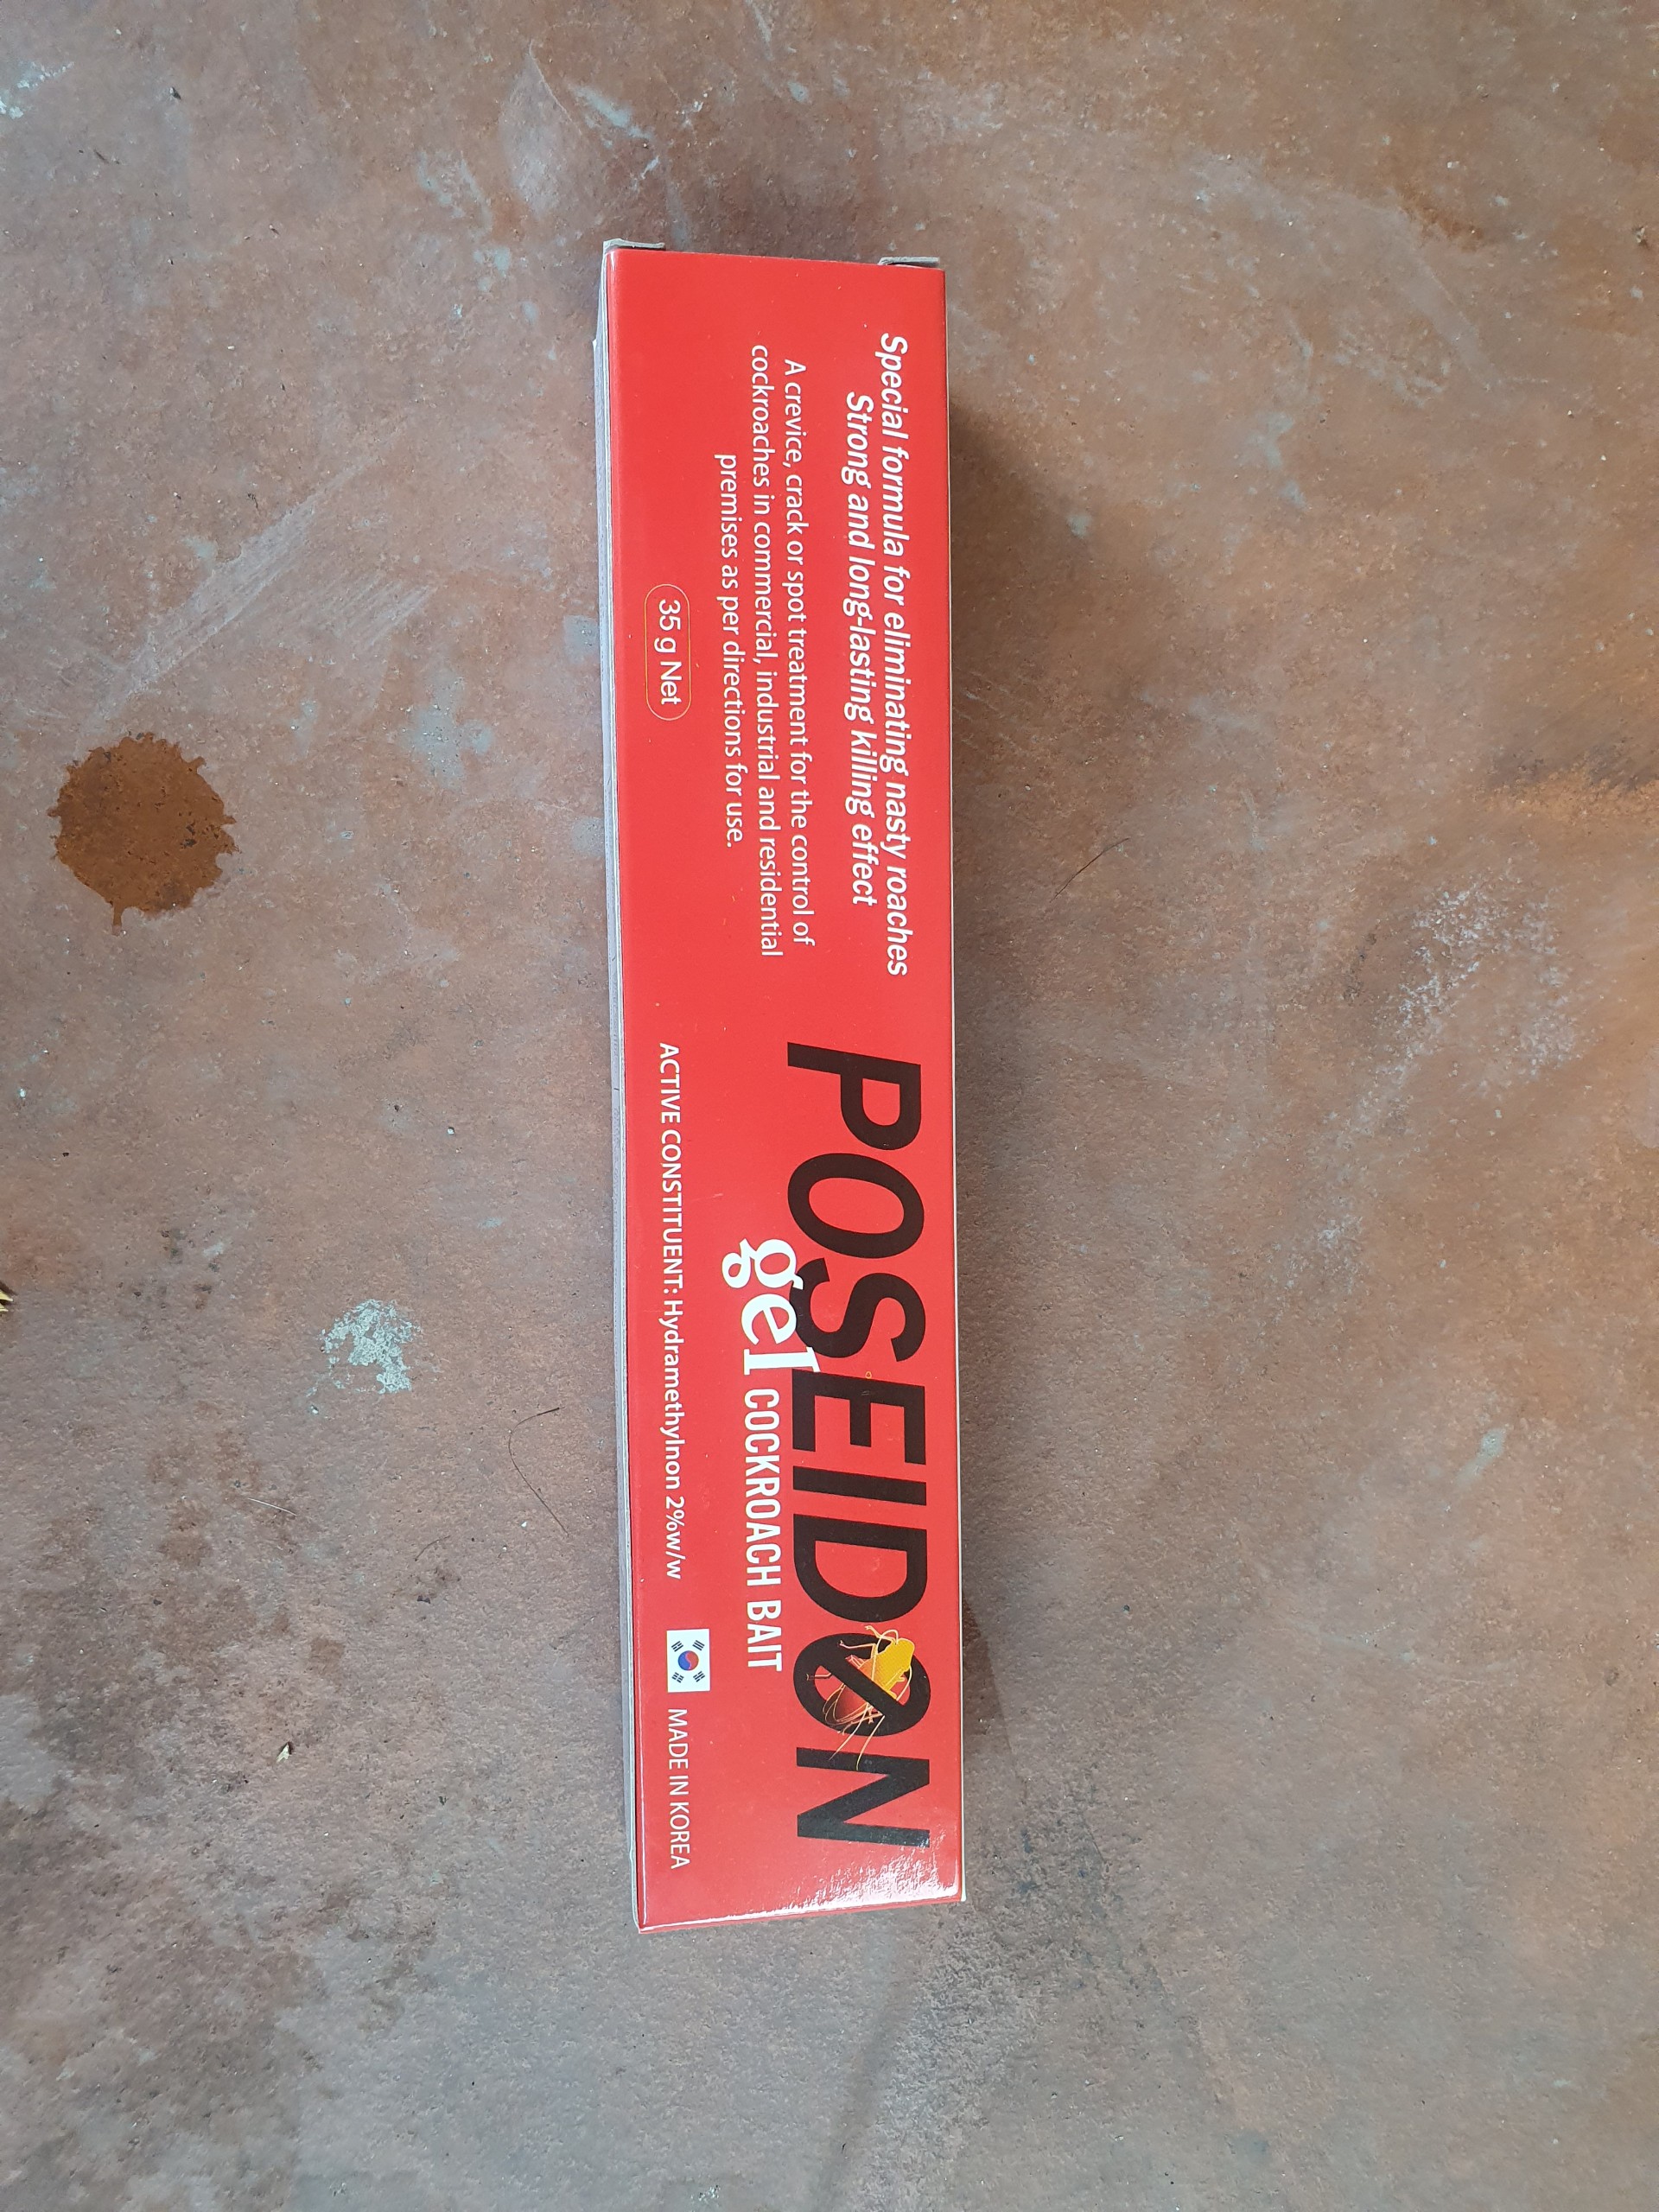 Special formula for eliminating nasty roaches
Strong and long-lasting killing effect
A crevice, crack or spot treatment for the control of
cockroaches in commercial, industrial and residential
premises as per directions for use.
35 g Net
POSEIDON
gel COCKROACH BAIT
ACTIVE CONSTITUENT: Hydramethylnon 2%w/w
MADE IN KOREA